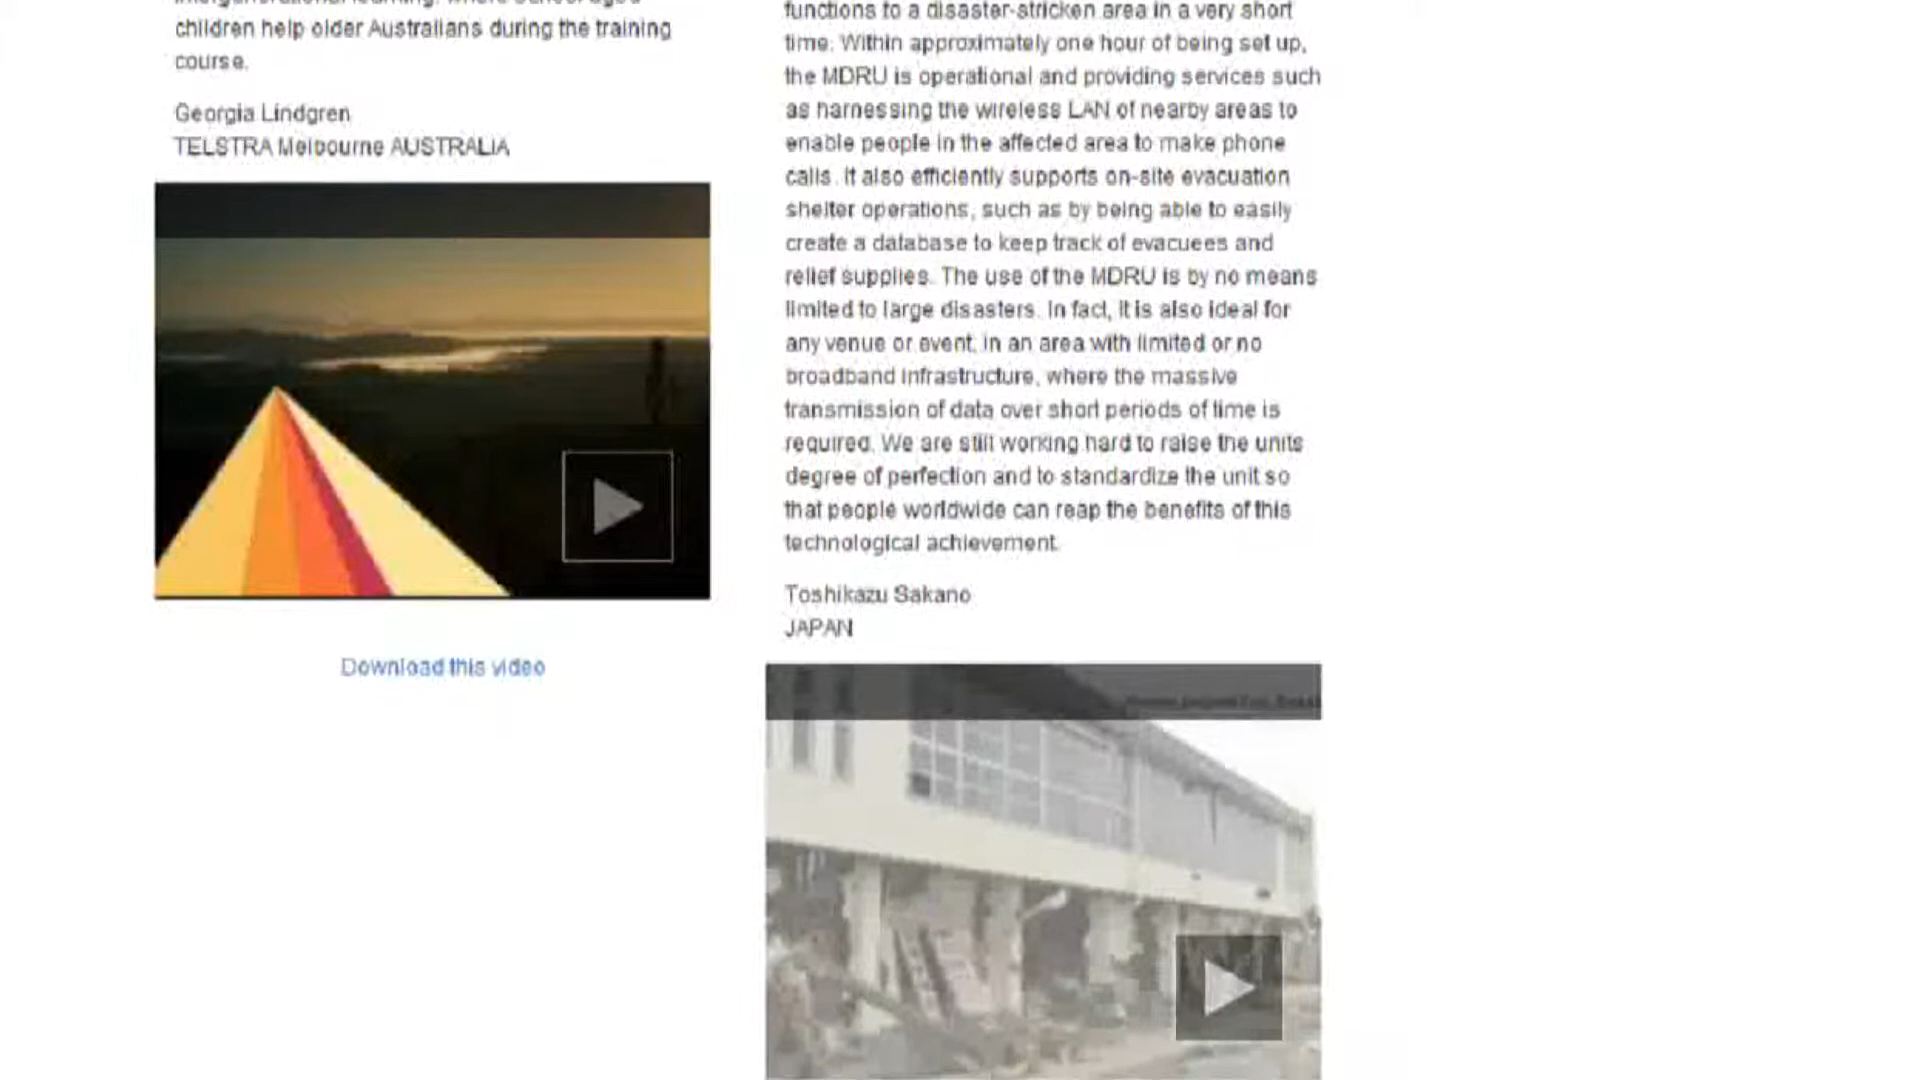 children help older Australians during the training
course.
Georgia Lindgren
TELSTRA Melbourne AUSTRALIA
Download this video
functions to a disaster-stricken area in a very short
time. Within approximately one hour of being set up,
the MDRU is operational and providing services such
as harnessing the wireless LAN of nearby areas to
enable people in the affected area to make phone
calls. It also efficiently supports on-site evacuation
shelter operations, such as by being able to easily
create a database to keep track of evacuees and
relief supplies. The use of the MDRU is by no means
limited to large disasters. In fact, it is also ideal for
any venue or event, in an area with limited or no
broadband infrastructure, where the massive
transmission of data over short periods of time is
required. We are still working hard to raise the units
degree of perfection and to standardize the unit so
that people worldwide can reap the benefits of this
technological achievement.
Toshikazu Sakano
JAPAN